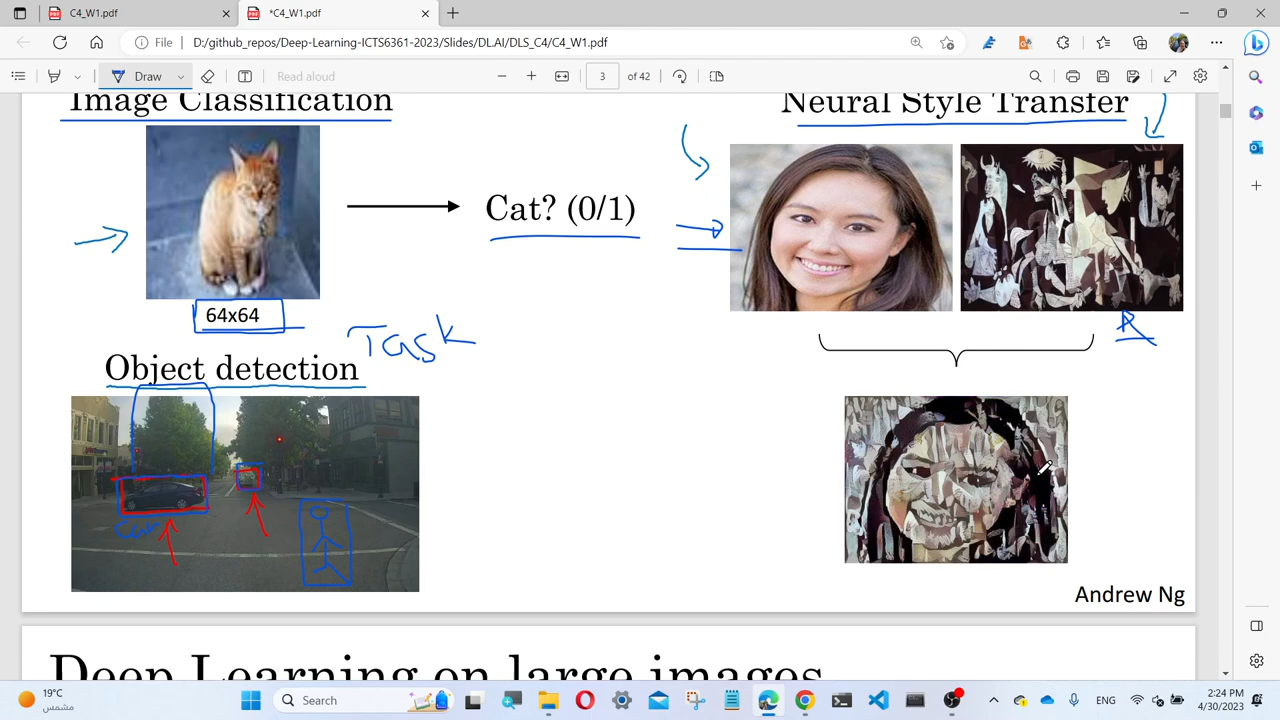 C4_W1.pdf
*C4_W1.pdf
File
D:/github_repos/Deep-Learning-ICTS6361-2023/Slides/DL.AI/DLS_C4/C4_W1.pdf
Draw
Read aloud
3
of 42
Image Classification
Neural Style Transfer
Cat? (0/1)
64x64
Task
Object detection
Car
Andrew Ng
Deep Learning on large images
19°C
مشمس
Search
ENG
2:24 PM
4/30/2023